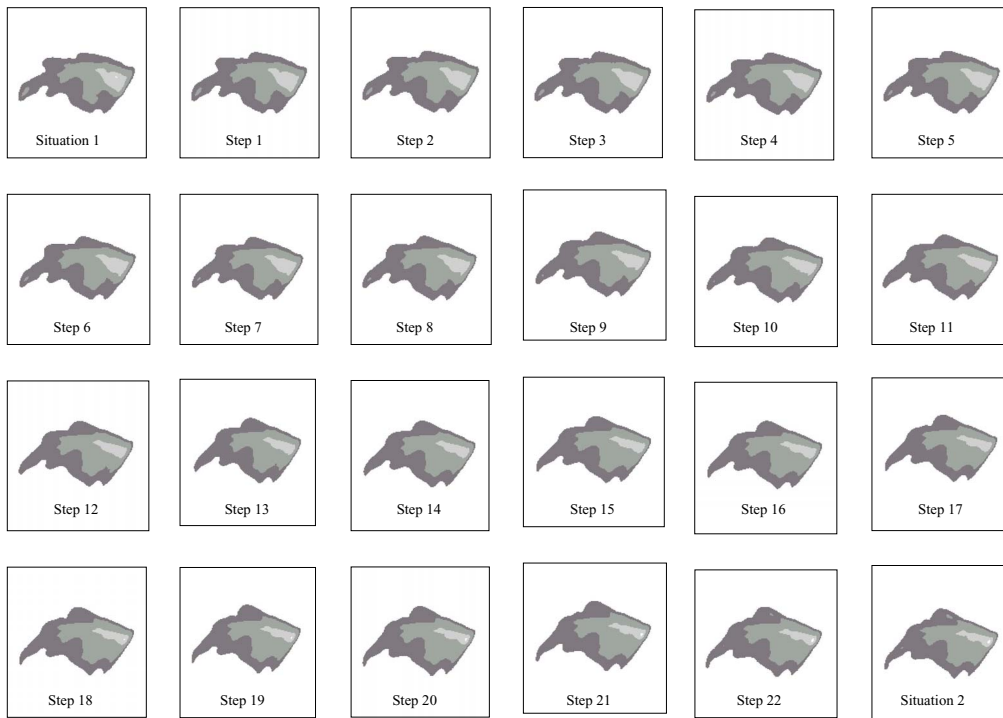 Situation 1
Step 1
Step 2
Step 3
Step 4
Step 5
Step 6
Step 7
Step 8
Step 9
Step 10
Step 11
Step 12
Step 13
Step 14
Step 15
Step 16
Step 17
Step 18
Step 19
Step 20
Step 21
Step 22
Situation 2